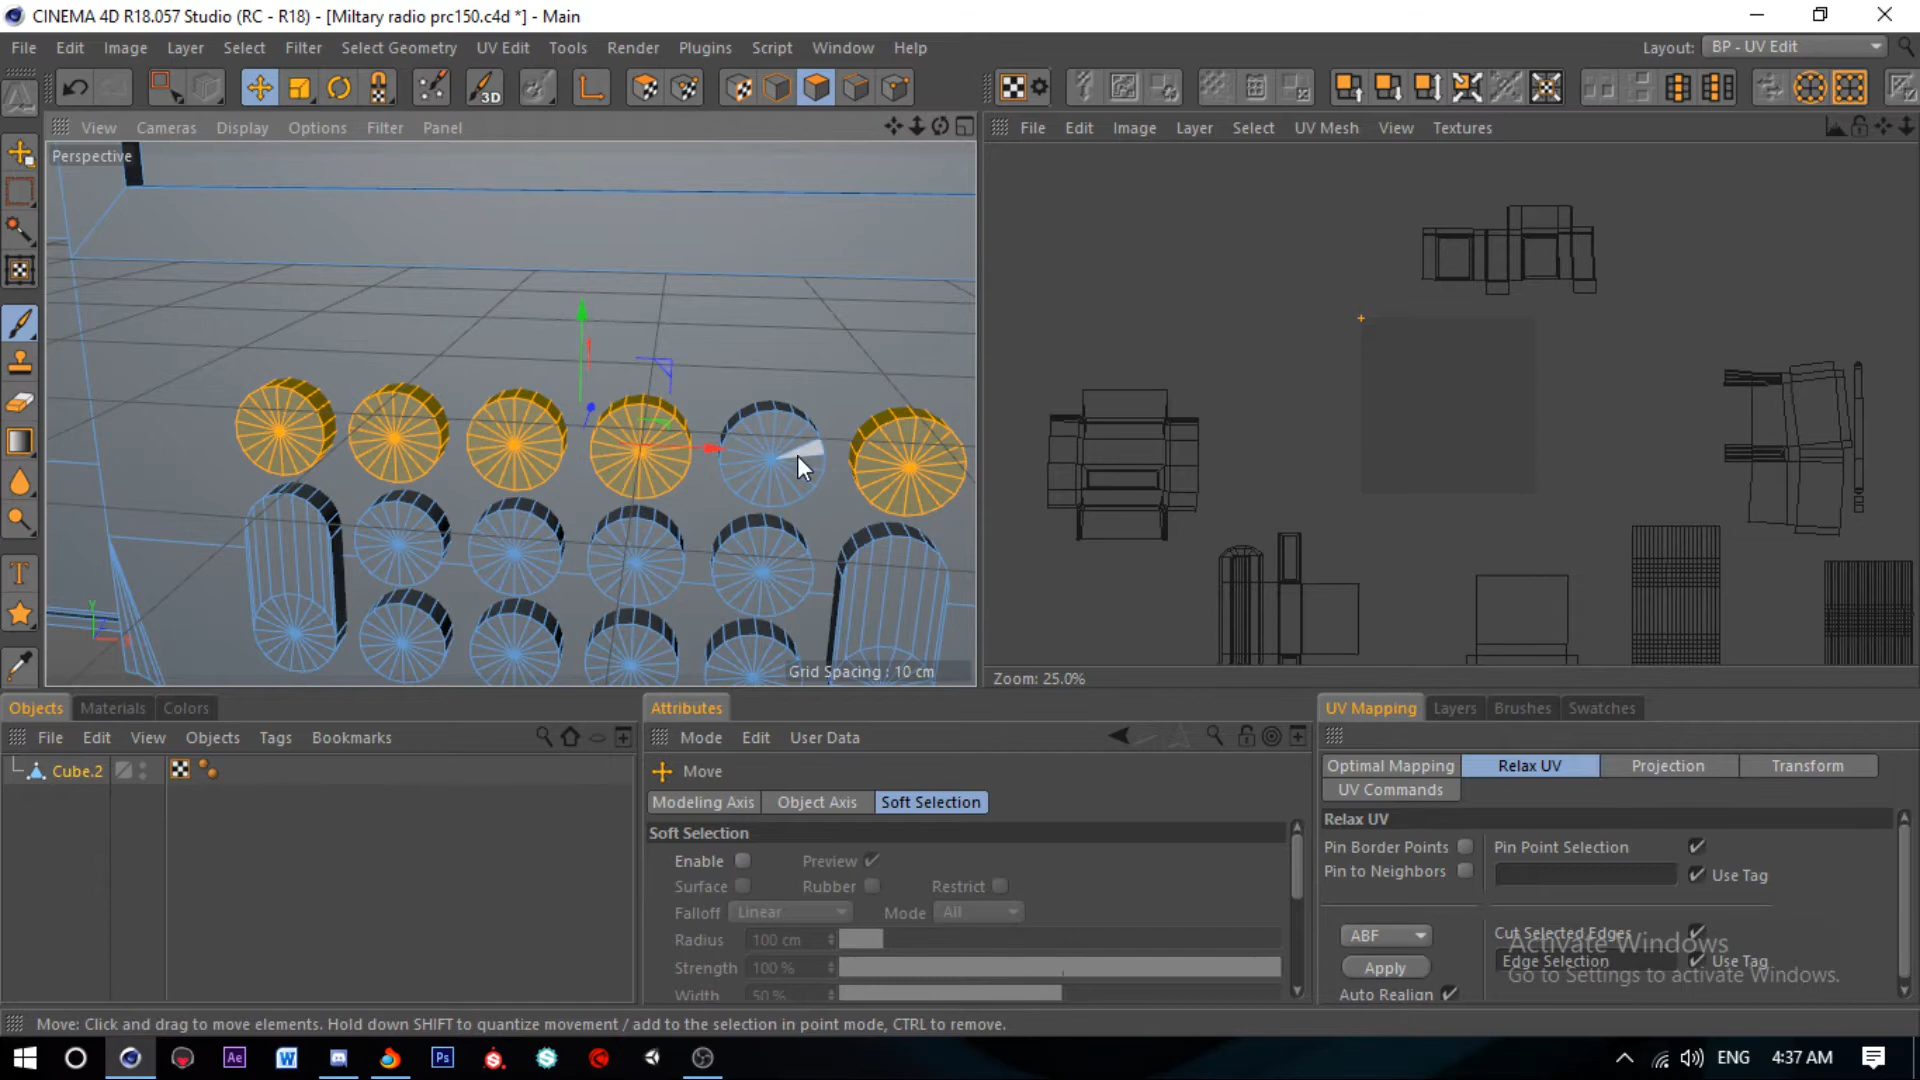 CINEMA 4D R18.057 Studio (RC - R18) - [Miltary radio prc150.c4d *] - Main
File Edit Image Layer Select Filter Select Geometry UV Edit Tools Render Plugins Script Window Help Layout: BP - UV Edit
3D
View Cameras Display Options Filter Panel
File Edit Image Layer Select UV Mesh View Textures
Perspective
Y
Grid Spacing : 10 cm
Zoom: 25.0%
Objects Materials Colors
Attributes
UV Mapping Layers Brushes Swatches
File Edit View Objects Tags Bookmarks
Mode Edit User Data
Cube.2
Move
Optimal Mapping Relax UV Projection Transform
UV Commands
Modeling Axis Object Axis Soft Selection
Soft Selection
Relax UV
Enable Preview
Pin Border Points Pin Point Selection
Surface Rubber Restrict
Pin to Neighbors Use Tag
Falloff Linear Mode All
Radius 100 cm
ABF Cut Selected Edges
Strength 100 %
Apply Edge Selection Use Tag
Width 50 %
Auto Realign
Activate Windows
Go to Settings to activate Windows.
Move: Click and drag to move elements. Hold down SHIFT to quantize movement / add to the selection in point mode, CTRL to remove.
Ae W Ps ENG 4:37 AM